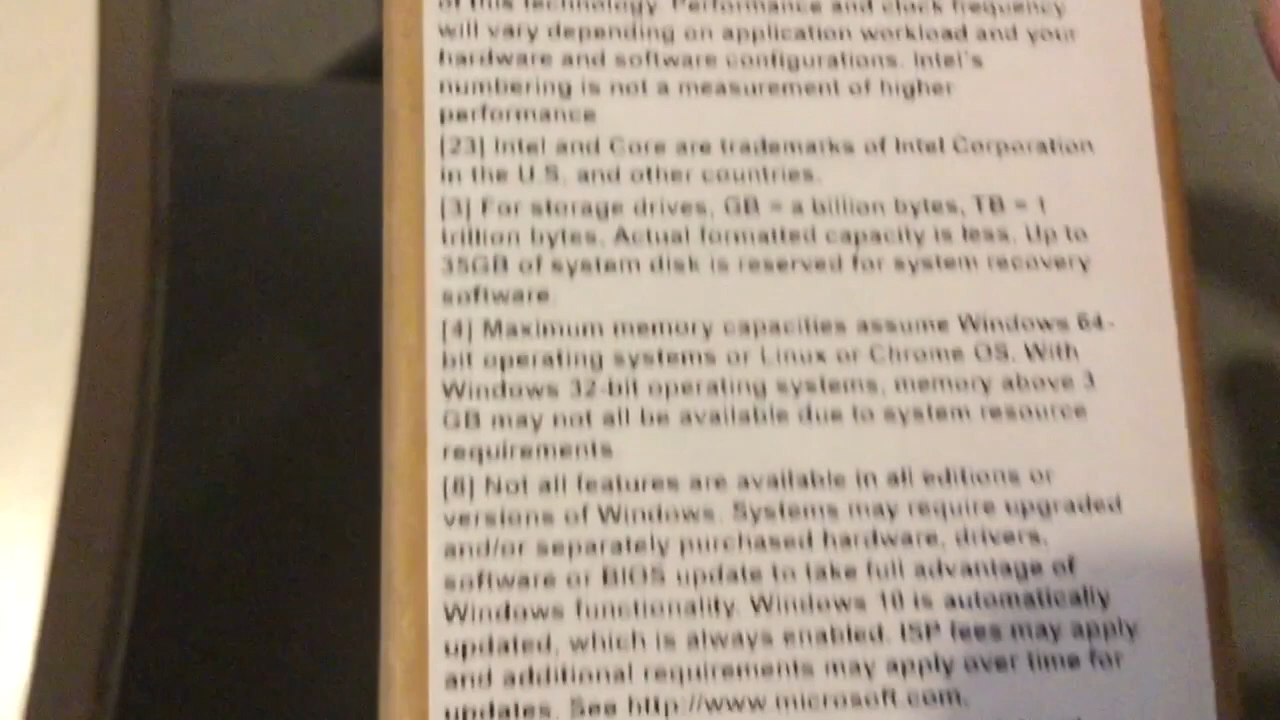 of this technology. Performance and clock frequency
will vary depending on application workload and your
hardware and software configurations. Intel's
numbering is not a measurement of higher
performance
[23] Intel and Core are trademarks of Intel Corporation
in the U.S. and other countries.
[3] For storage drives, GB = a billion bytes, TB = 1
trillion bytes. Actual formatted capacity is less. Up to
35GB of system disk is reserved for system recovery
software.
[4] Maximum memory capacities assume Windows 64-
bit operating systems or Linux or Chrome OS. With
Windows 32-bit operating systems, memory above 3
GB may not all be available due to system resource
requirements.
[6] Not all features are available in all editions or
versions of Windows. Systems may require upgraded
and/or separately purchased hardware, drivers,
software or BIOS update to take full advantage of
Windows functionality. Windows 10 is automatically
updated, which is always enabled. ISP fees may apply
and additional requirements may apply over time for
updates. See http://www.microsoft.com.